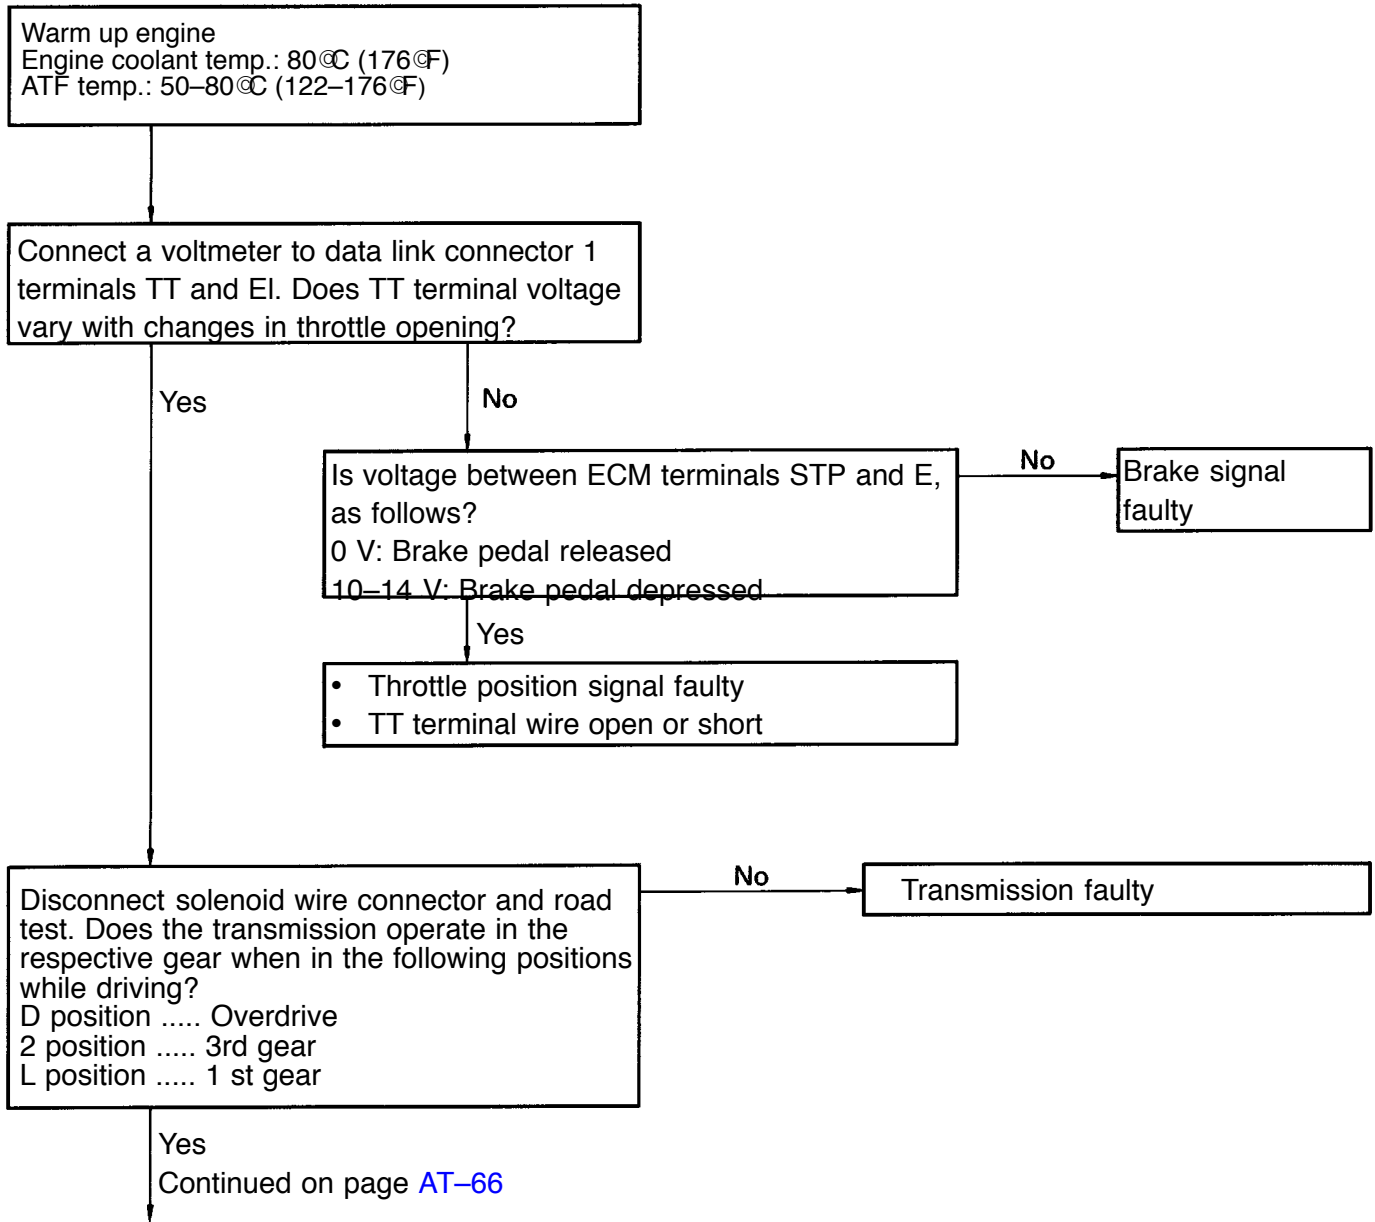 Warm up engine
Engine coolant temp.: 80©C (176©F)
ATF temp.: 50–80©C (122–176©F)
Connect a voltmeter to data link connector 1
terminals TT and El. Does TT terminal voltage
vary with changes in throttle opening?
Yes
No
Is voltage between ECM terminals STP and E,
as follows?
0 V: Brake pedal released
10–14 V: Brake pedal depressed
No
Brake signal
faulty
Yes
• Throttle position signal faulty
• TT terminal wire open or short
Disconnect solenoid wire connector and road
test. Does the transmission operate in the
respective gear when in the following positions
while driving?
D position ..... Overdrive
2 position ..... 3rd gear
L position ..... 1 st gear
No
Transmission faulty
Yes
Continued on page AT–66